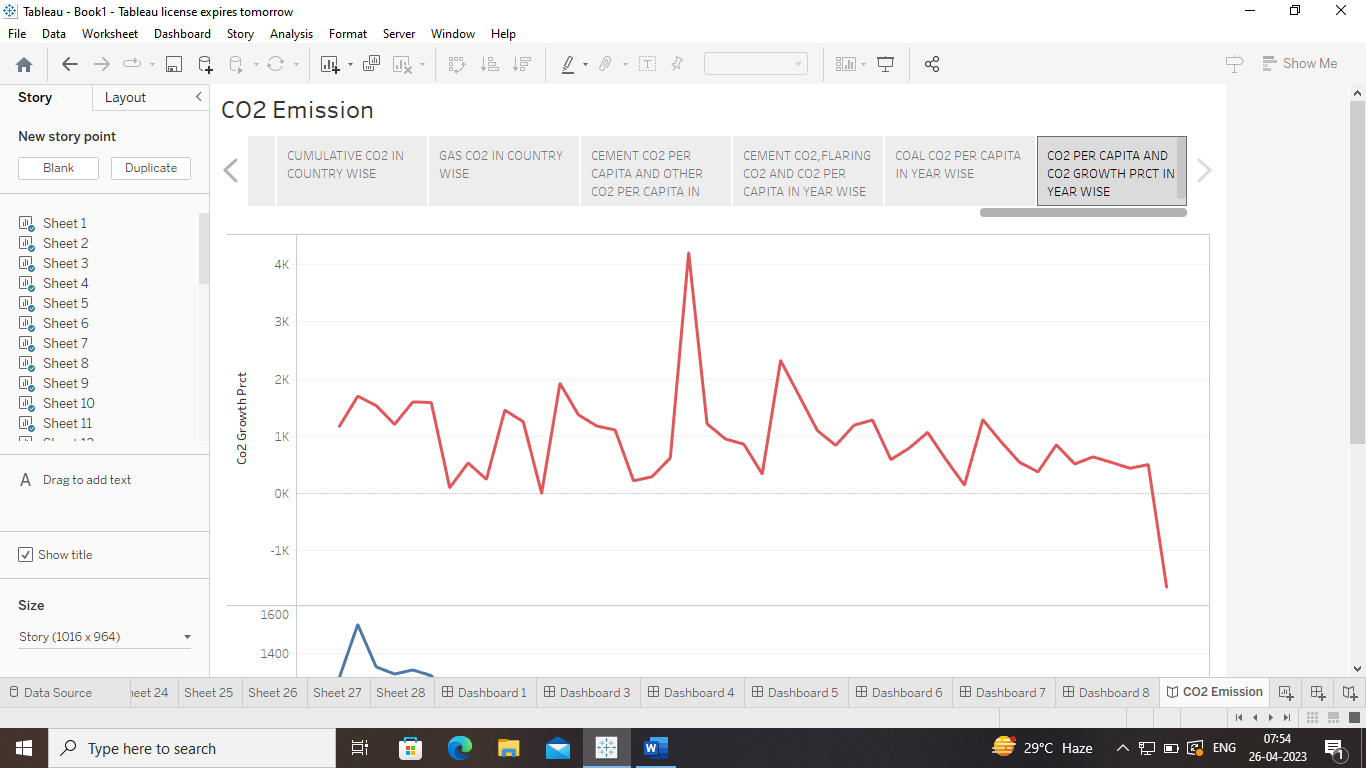 Tableau - Book1 - Tableau license expires tomorrow
File Data Worksheet Dashboard Story Analysis Format Server Window Help
Show Me
Story Layout
New story point
Blank Duplicate
Sheet 1
Sheet 2
Sheet 3
Sheet 4
Sheet 5
Sheet 6
Sheet 7
Sheet 8
Sheet 9
Sheet 10
Sheet 11
A Drag to add text
Show title
Size
Story (1016 x 964)
CO2 Emission
CUMULATIVE CO2 IN
COUNTRY WISE
GAS CO2 IN COUNTRY
WISE
CEMENT CO2 PER
CAPITA AND OTHER
CO2 PER CAPITA IN
CEMENT CO2,FLARING
CO2 AND CO2 PER
CAPITA IN YEAR WISE
COAL CO2 PER CAPITA
IN YEAR WISE
CO2 PER CAPITA AND
CO2 GROWTH PRCT IN
YEAR WISE
Co2 Growth Prct
4K
3K
2K
1K
0K
-1K
1600
1400
Data Source heet 24 Sheet 25 Sheet 26 Sheet 27 Sheet 28 Dashboard 1 Dashboard 3 Dashboard 4 Dashboard 5 Dashboard 6 Dashboard 7 Dashboard 8 CO2 Emission
Type here to search
29°C Haze
ENG
07:54
26-04-2023
1